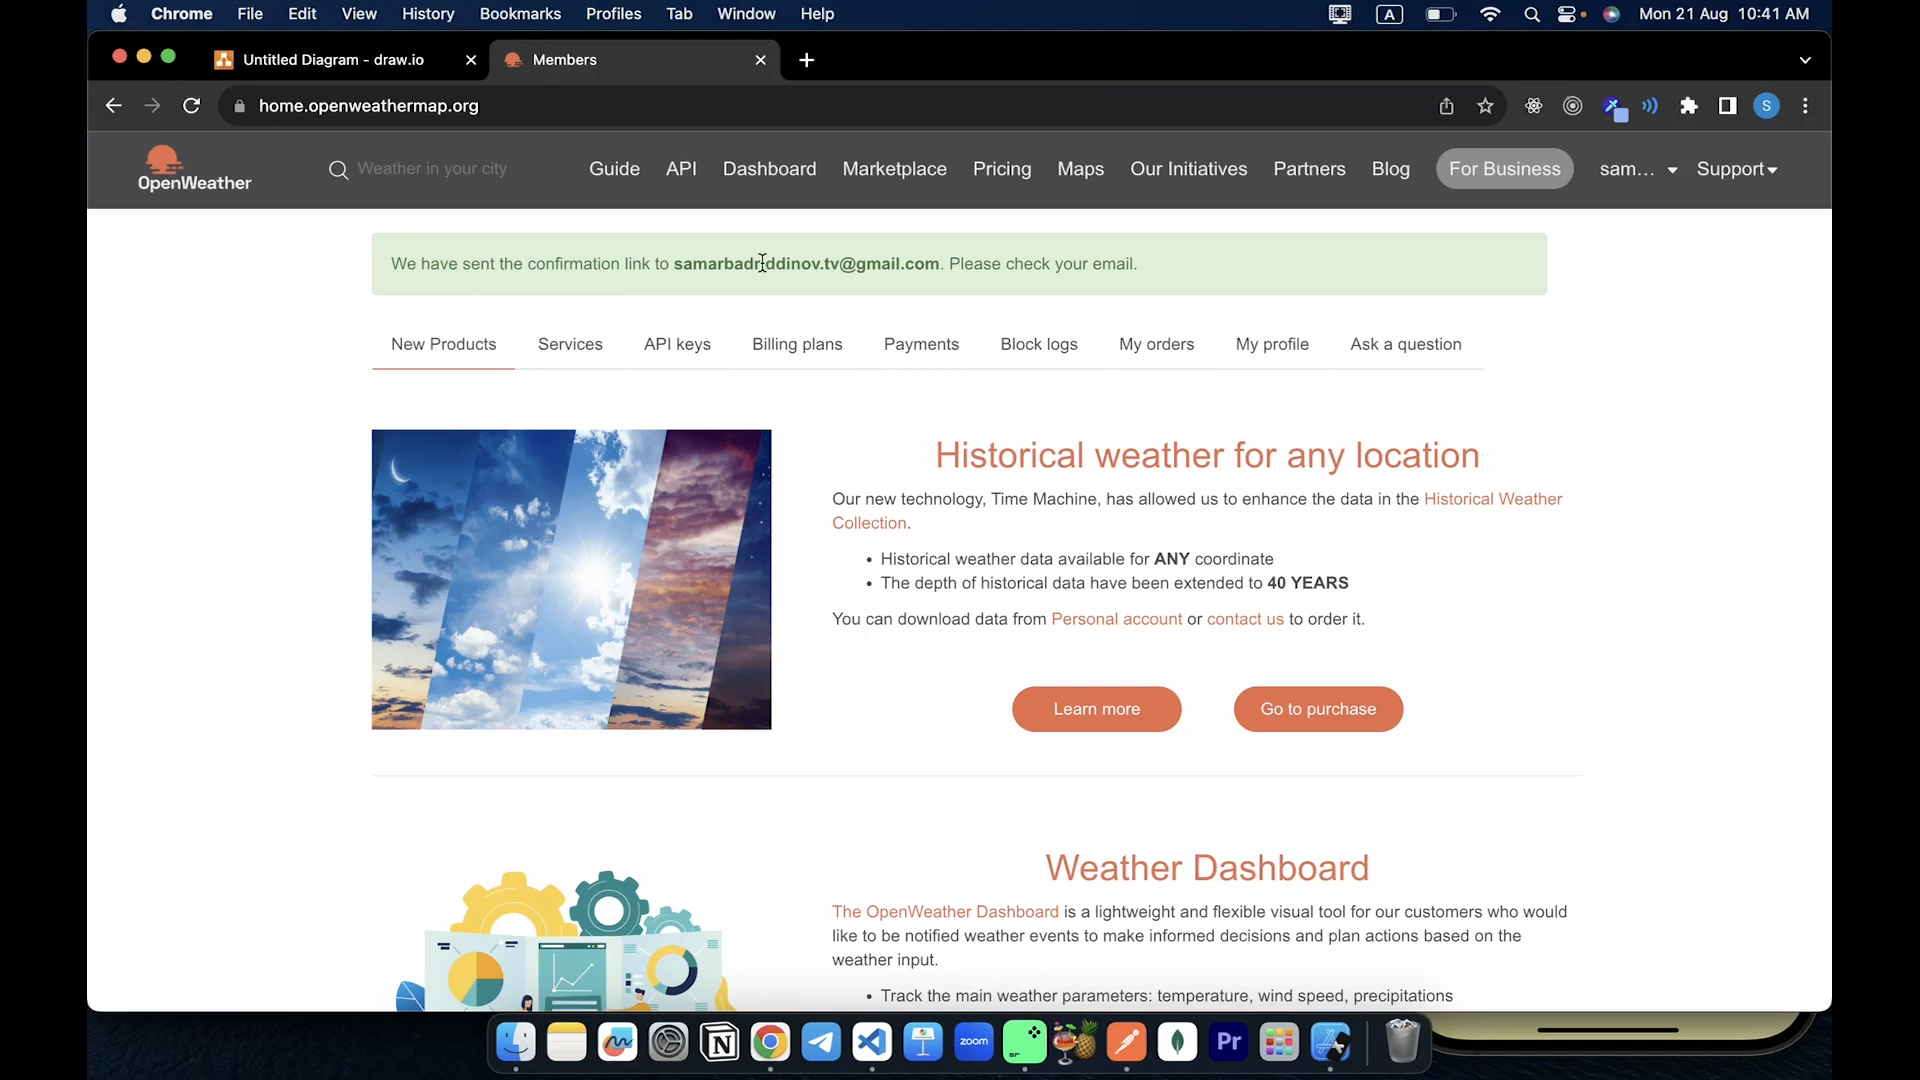 Chrome File Edit View History Bookmarks Profiles Tab Window Help A Mon 21 Aug 10:41 AM
Untitled Diagram - draw.io Members
home.openweathermap.org S
OpenWeather Weather in your city Guide API Dashboard Marketplace Pricing Maps Our Initiatives Partners Blog For Business sam... Support
We have sent the confirmation link to samarbadriddinov.tv@gmail.com. Please check your email.
New Products Services API keys Billing plans Payments Block logs My orders My profile Ask a question
Historical weather for any location
Our new technology, Time Machine, has allowed us to enhance the data in the Historical Weather
Collection.
• Historical weather data available for ANY coordinate
• The depth of historical data have been extended to 40 YEARS
You can download data from Personal account or contact us to order it.
Learn more Go to purchase
Weather Dashboard
The OpenWeather Dashboard is a lightweight and flexible visual tool for our customers who would
like to be notified weather events to make informed decisions and plan actions based on the
weather input.
• Track the main weather parameters: temperature, wind speed, precipitations
zoom sr Pr